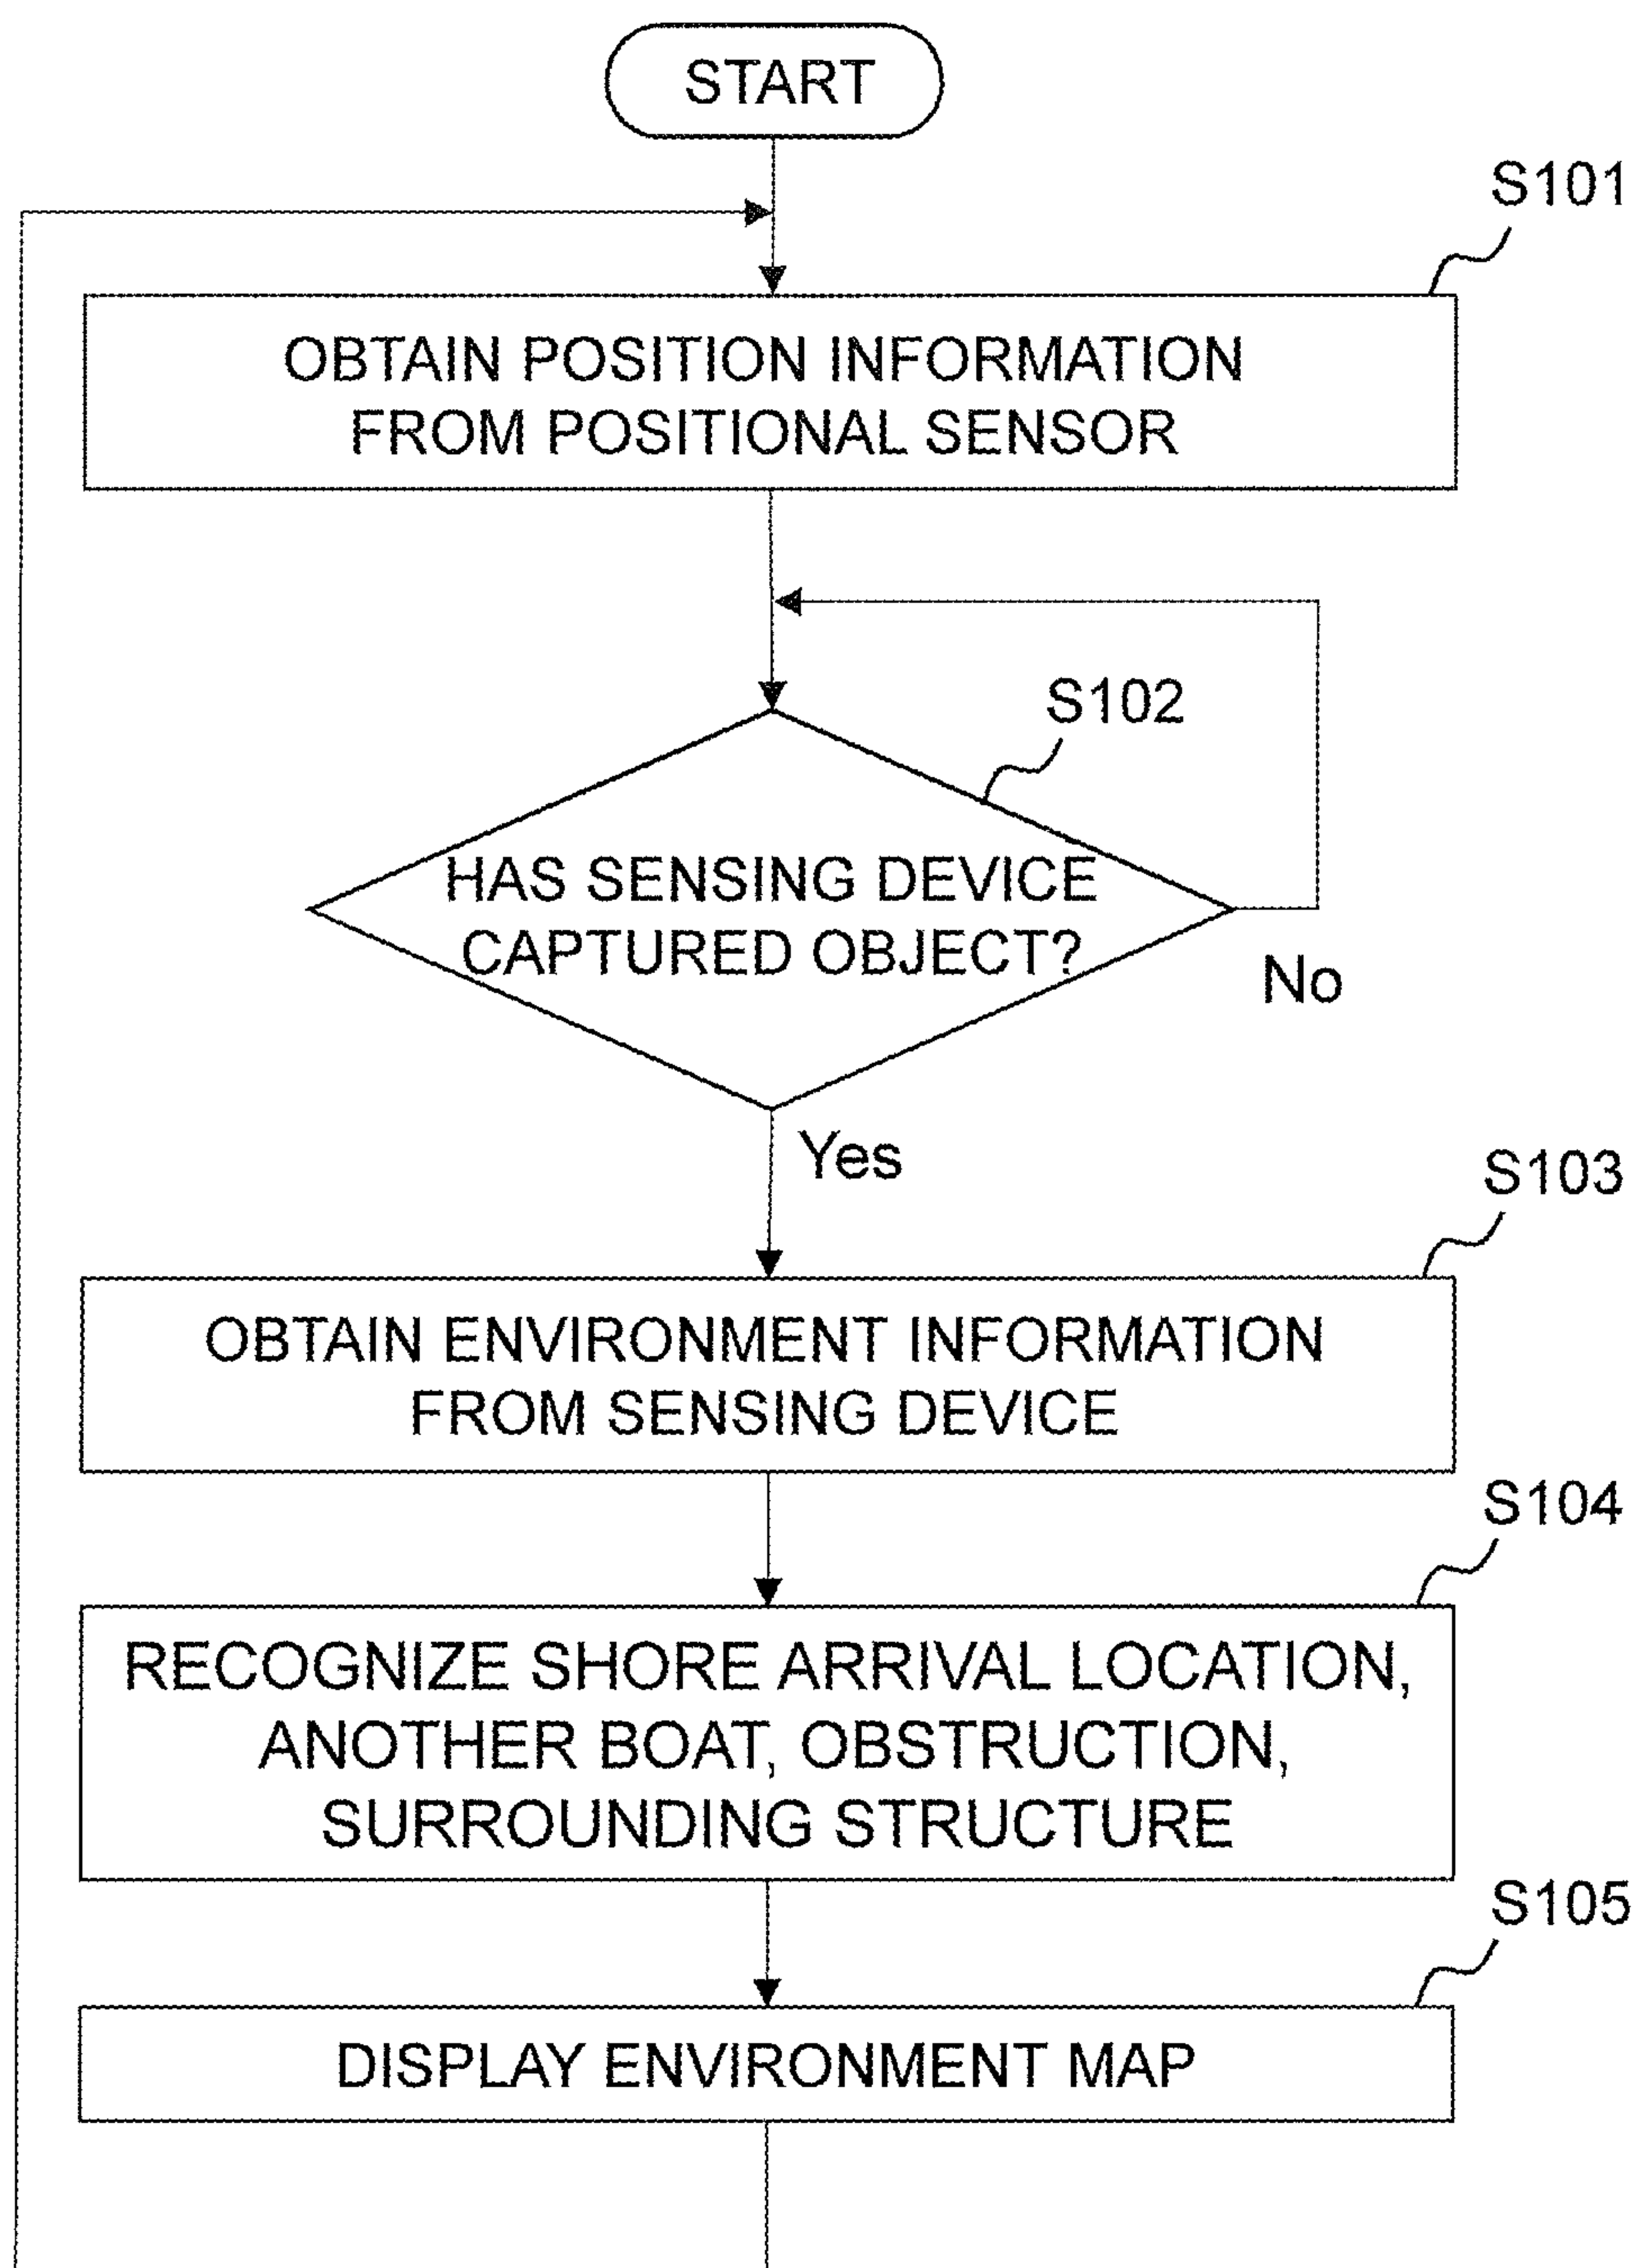 START
S101
OBTAIN POSITION INFORMATION
FROM POSITIONAL SENSOR
S102
HAS SENSING DEVICE
CAPTURED OBJECT?
No
Yes
S103
OBTAIN ENVIRONMENT INFORMATION
FROM SENSING DEVICE
S104
RECOGNIZE SHORE ARRIVAL LOCATION,
ANOTHER BOAT, OBSTRUCTION,
SURROUNDING STRUCTURE
S105
DISPLAY ENVIRONMENT MAP